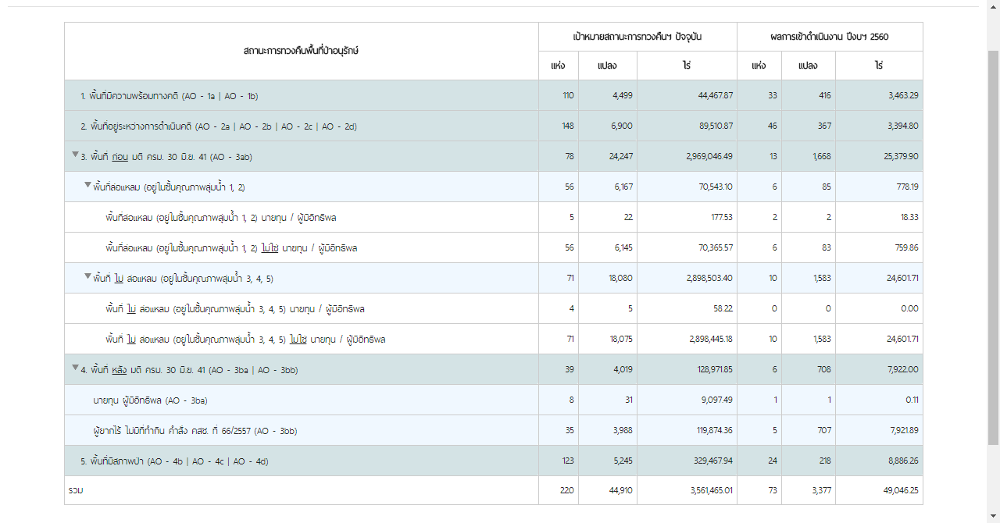 สถานะการทวงคืนพื้นที่ป่าอนุรักษ์ เป้าหมายสถานะการทวงคืนฯ ปัจจุบัน ผลการเข้าดำเนินงาน ปีงบฯ 2560
แห่ง แปลง ไร่ แห่ง แปลง ไร่
1. พื้นที่มีความพร้อมทางคดี (AO - 1a | AO - 1b) 110 4,499 44,467.87 33 416 3,463.29
2. พื้นที่อยู่ระหว่างการดำเนินคดี (AO - 2a | AO - 2b | AO - 2c | AO - 2d) 148 6,900 89,510.87 46 367 3,394.80
3. พื้นที่ ก่อน มติ ครม. 30 มิ.ย. 41 (AO - 3ab) 78 24,247 2,969,046.49 13 1,668 25,379.90
พื้นที่ล่อแหลม (อยู่ในชั้นคุณภาพลุ่มน้ำ 1, 2) 56 6,167 70,543.10 6 85 778.19
พื้นที่ล่อแหลม (อยู่ในชั้นคุณภาพลุ่มน้ำ 1, 2) นายทุน / ผู้มีอิทธิพล 5 22 177.53 2 2 18.33
พื้นที่ล่อแหลม (อยู่ในชั้นคุณภาพลุ่มน้ำ 1, 2) ไม่ใช่ นายทุน / ผู้มีอิทธิพล 56 6,145 70,365.57 6 83 759.86
พื้นที่ ไม่ ล่อแหลม (อยู่ในชั้นคุณภาพลุ่มน้ำ 3, 4, 5) 71 18,080 2,898,503.40 10 1,583 24,601.71
พื้นที่ ไม่ ล่อแหลม (อยู่ในชั้นคุณภาพลุ่มน้ำ 3, 4, 5) นายทุน / ผู้มีอิทธิพล 4 5 58.22 0 0 0.00
พื้นที่ ไม่ ล่อแหลม (อยู่ในชั้นคุณภาพลุ่มน้ำ 3, 4, 5) ไม่ใช่ นายทุน / ผู้มีอิทธิพล 71 18,075 2,898,445.18 10 1,583 24,601.71
4. พื้นที่ หลัง มติ ครม. 30 มิ.ย. 41 (AO - 3ba | AO - 3bb) 39 4,019 128,971.85 6 708 7,922.00
นายทุน ผู้มีอิทธิพล (AO - 3ba) 8 31 9,097.49 1 1 0.11
ผู้ยากไร้ ไม่มีที่ทำกิน คำสั่ง คสช. ที่ 66/2557 (AO - 3bb) 35 3,988 119,874.36 5 707 7,921.89
5. พื้นที่มีสภาพป่า (AO - 4b | AO - 4c | AO - 4d) 123 5,245 329,467.94 24 218 8,886.26
รวม 220 44,910 3,561,465.01 73 3,377 49,046.25